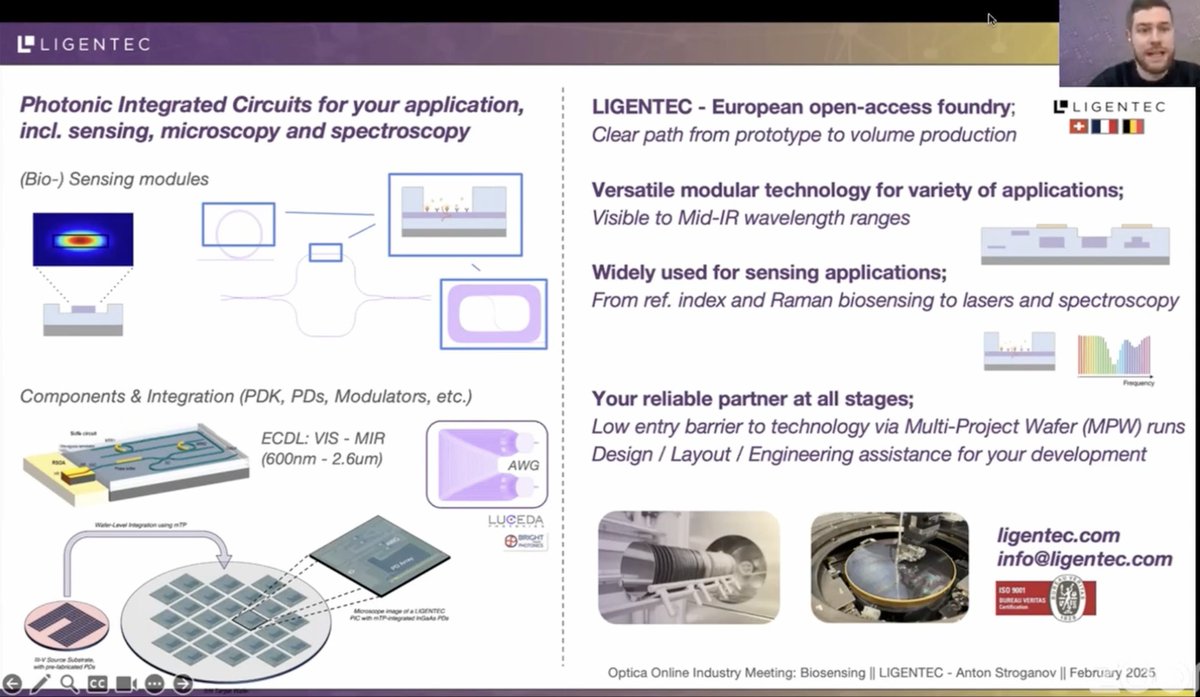 LIGENTEC
Photonic Integrated Circuits for your application,
incl. sensing, microscopy and spectroscopy
(Bio-) Sensing modules
Components & Integration (PDK, PDs, Modulators, etc.)
RSOA
ECDL: VIS - MIR
(600nm - 2.6um)
AWG
LUCEDA
PHOTONICS
BRIGHT
PHOTONICS
Wafer-Level Integration using mTP
AWG
PD Array
Microscope image of a LIGENTEC
PIC with mTP-integrated InGaAs PDs
III-V Source Substrate,
with pre-fabricated PDs
CC
LIGENTEC - European open-access foundry;
Clear path from prototype to volume production
LIGENTEC
Versatile modular technology for variety of applications;
Visible to Mid-IR wavelength ranges
Widely used for sensing applications;
From ref. index and Raman biosensing to lasers and spectroscopy
Frequency
Your reliable partner at all stages;
Low entry barrier to technology via Multi-Project Wafer (MPW) runs
Design / Layout / Engineering assistance for your development
ligentec.com
info@ligentec.com
ISO 9001
BUREAU VERITAS
Certification
Optica Online Industry Meeting: Biosensing || LIGENTEC - Anton Stroganov || February 2025